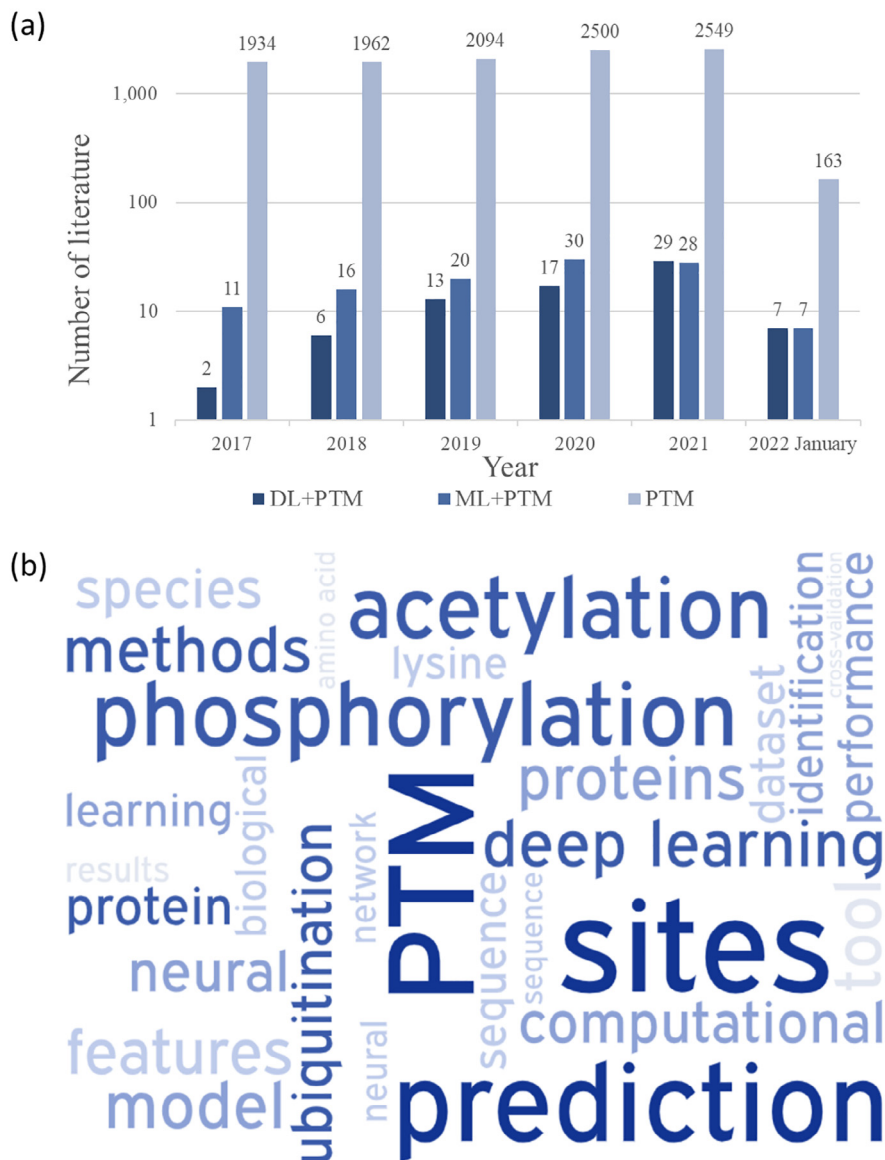 (a)
1934
1962
2094
2500
2549
1,000
163
100
Number of literature
29 28
30
20
17
16
13
11
10
7 7
6
2
1
2017 2018 2019 2020 2021 2022 January
Year
DL+PTM ML+PTM PTM
(b)
species
amino acid
acetylation
methods
lysine
identification
cross-validation
performance
phosphorylation
dataset
proteins
learning
biological
PTM
deep learning
results
network
protein
ubiquitination
sequence
sequence
sites
tool
neural
computational
features
neural
model
prediction